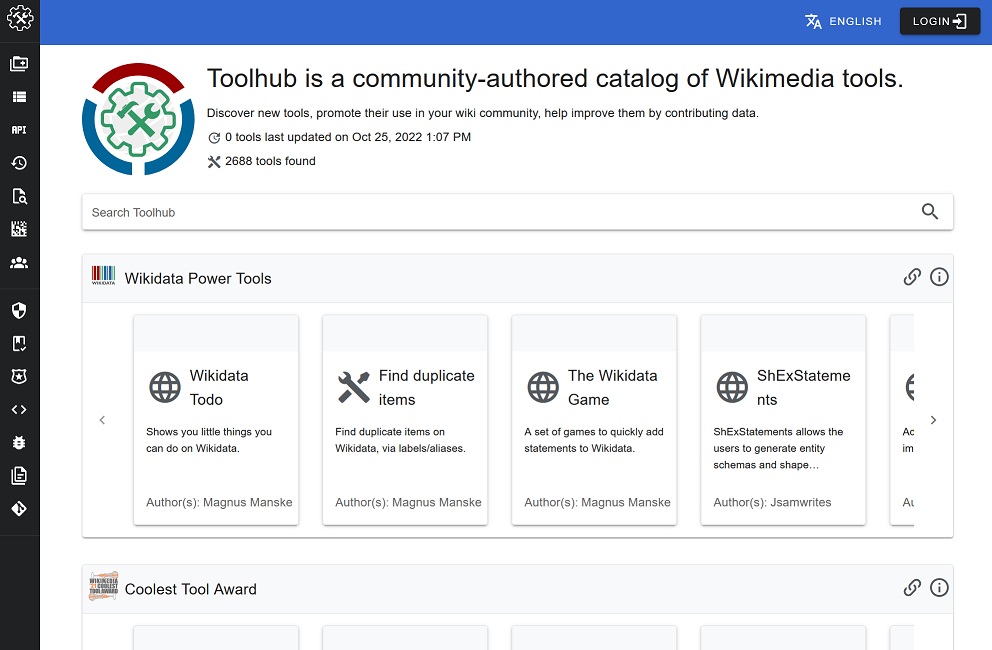 ENGLISH
LOGIN
API
Toolhub is a community-authored catalog of Wikimedia tools.
Discover new tools, promote their use in your wiki community, help improve them by contributing data.
0 tools last updated on Oct 25, 2022 1:07 PM
2688 tools found
Search Toolhub
WIKIDATA
Wikidata Power Tools
Wikidata
Todo
Shows you little things you
can do on Wikidata.
Author(s): Magnus Manske
Find duplicate
items
Find duplicate items on
Wikidata, via labels/aliases.
Author(s): Magnus Manske
The Wikidata
Game
A set of games to quickly add
statements to Wikidata.
Author(s): Magnus Manske
ShExStateme
nts
ShExStatements allows the
users to generate entity
schemas and shape…
Author(s): Jsamwrites
Ac
im
Au
WIKIMEDIA
'21 COOLEST
TOOL AWARD
Coolest Tool Award